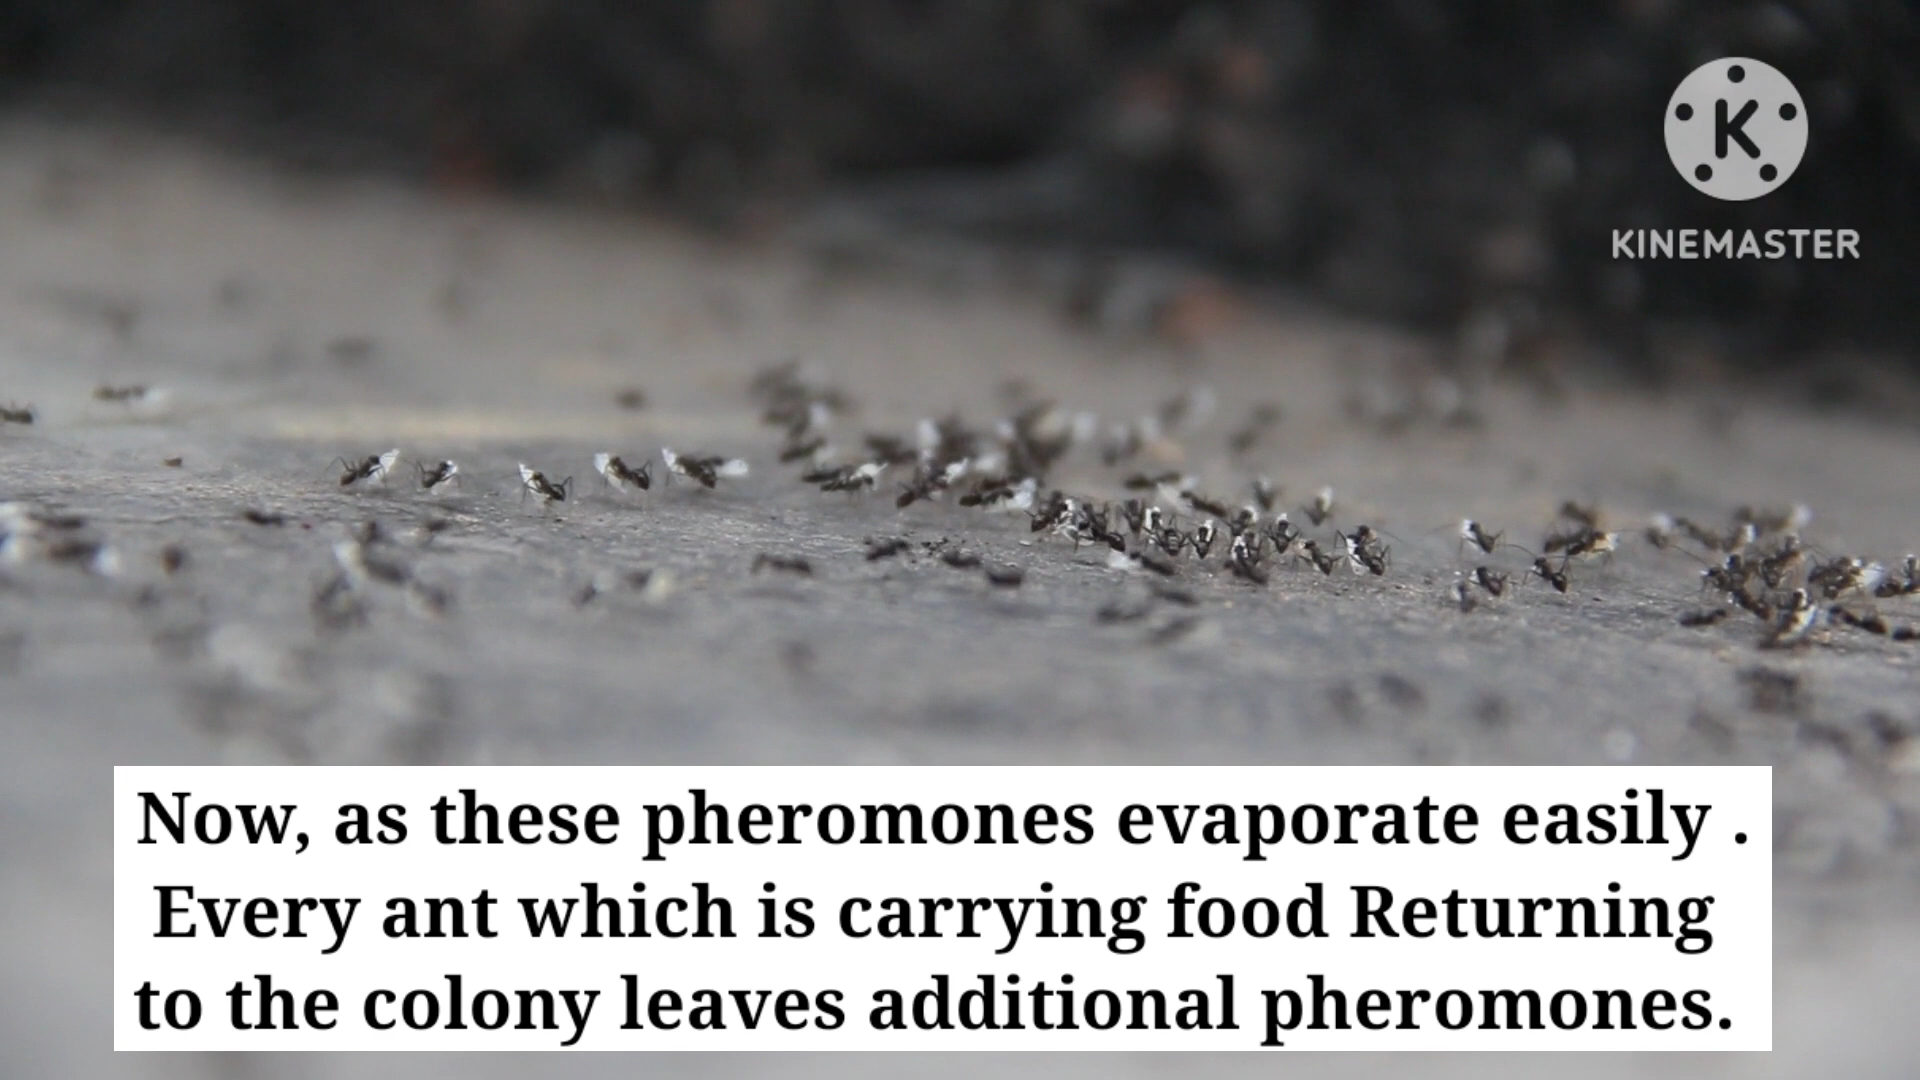 K
KINEMASTER
Now, as these pheromones evaporate easily .
Every ant which is carrying food Returning
to the colony leaves additional pheromones.